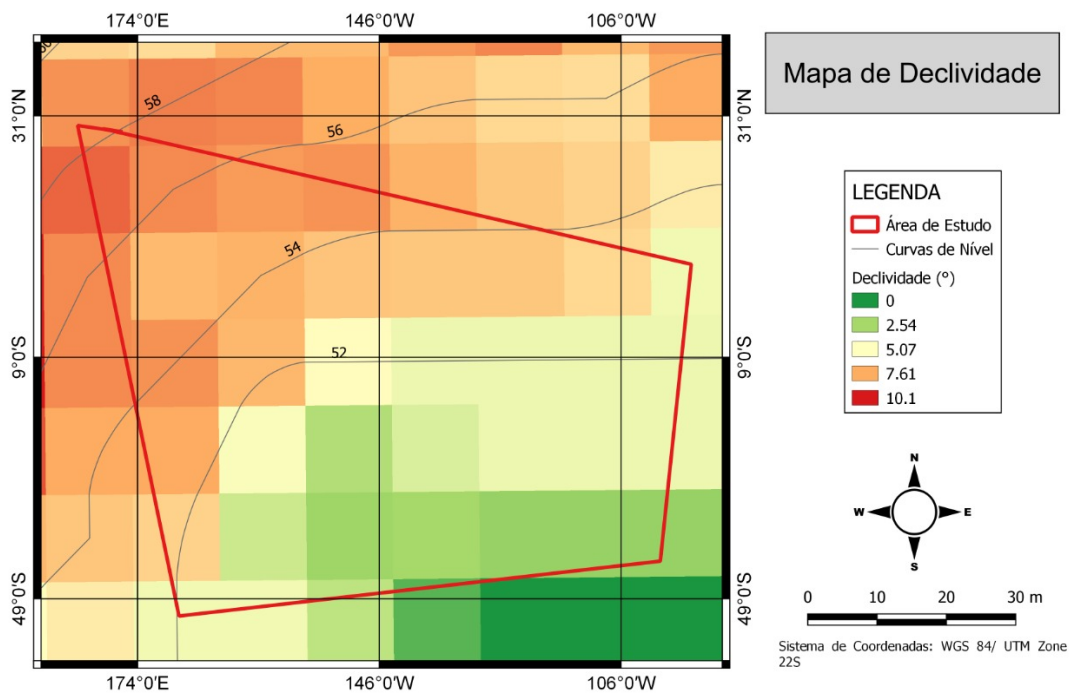 174°0'E 146°0'W 106°0'W
Mapa de Declividade
31°0'N 31°0'N
58
56
54
52
9°0'S 9°0'S
49°0'S 49°0'S
174°0'E 146°0'W 106°0'W
LEGENDA
Área de Estudo
Curvas de Nível
Declividade (°)
0
2.54
5.07
7.61
10.1
N
W E
S
0 10 20 30 m
Sistema de Coordenadas: WGS 84/ UTM Zone
22S